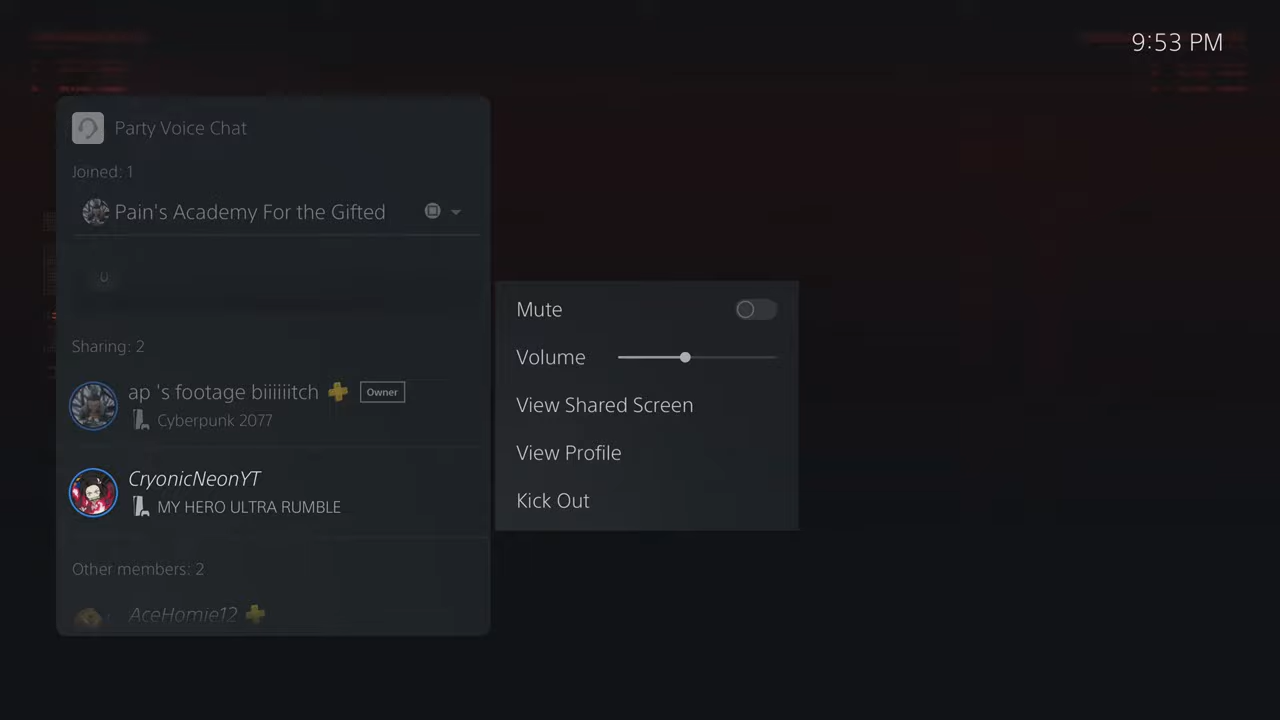 9:53 PM
Party Voice Chat
Joined: 1
Pain's Academy For the Gifted
Sharing: 2
ap 's footage biiiiiitch
Owner
Cyberpunk 2077
CryonicNeonYT
MY HERO ULTRA RUMBLE
Other members: 2
AceHomie12
Mute
Volume
View Shared Screen
View Profile
Kick Out